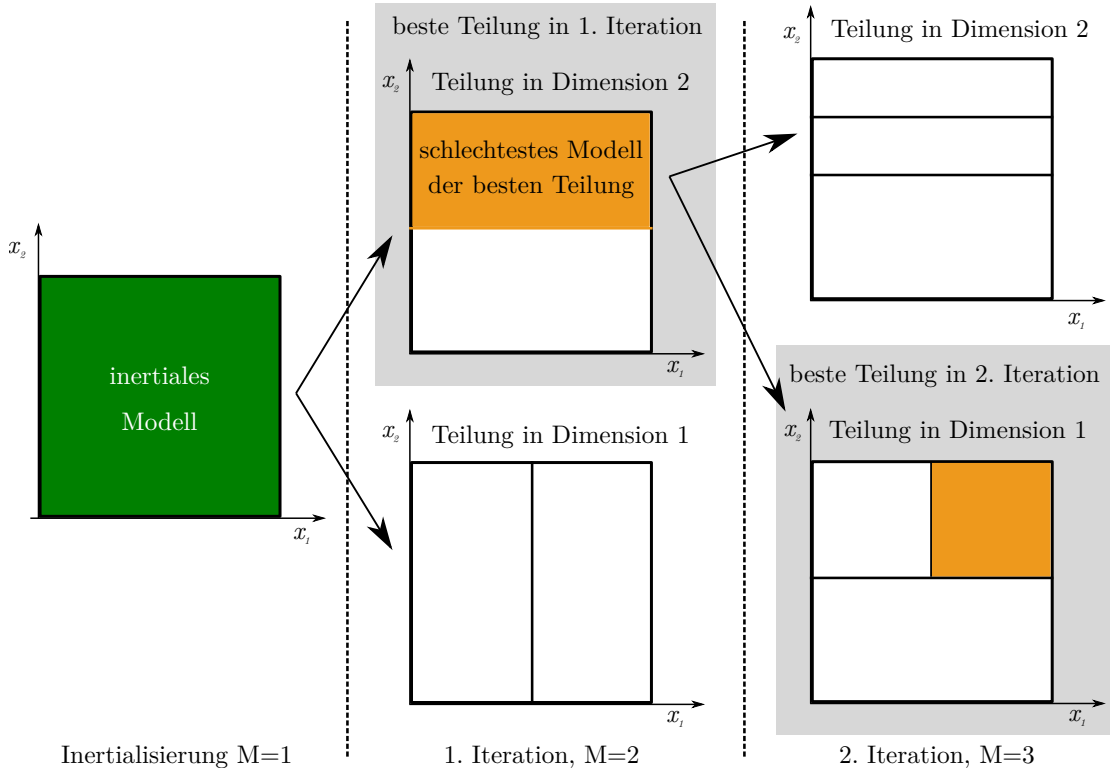 inertiales
Modell
x₂
x₁
Inertialisierung M=1
beste Teilung in 1. Iteration
Teilung in Dimension 2
x₂
schlechtestes Modell
der besten Teilung
x₁
Teilung in Dimension 1
x₂
x₁
1. Iteration, M=2
Teilung in Dimension 2
x₂
x₁
beste Teilung in 2. Iteration
Teilung in Dimension 1
x₂
x₁
2. Iteration, M=3